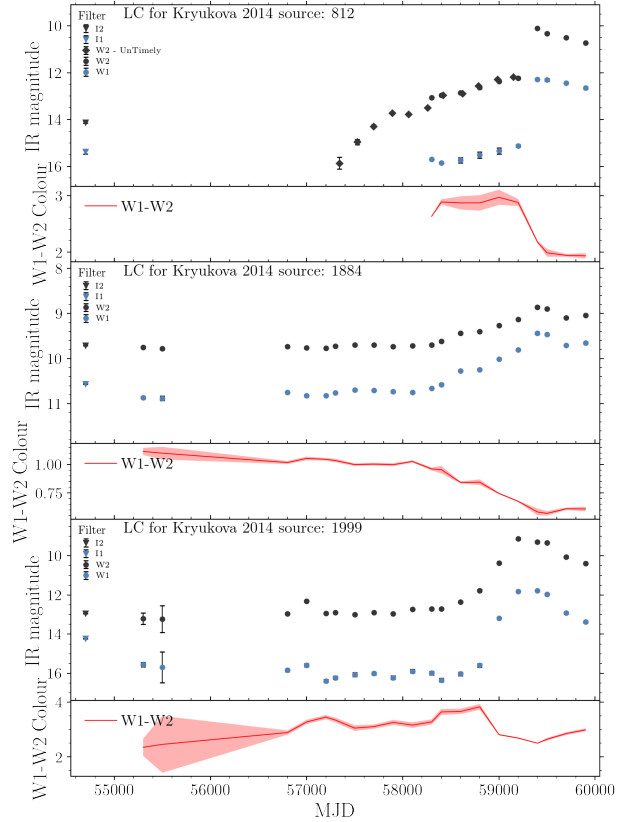 LC for Kryukova 2014 source: 812
Filter
I2
I1
W2 - UnTimely
W2
W1
IR magnitude
10
12
14
16
W1-W2
W1-W2 Colour
3
2
LC for Kryukova 2014 source: 1884
Filter
I2
I1
W2
W1
IR magnitude
8
9
10
11
W1-W2
W1-W2 Colour
1.00
0.75
LC for Kryukova 2014 source: 1999
Filter
I2
I1
W2
W1
IR magnitude
10
12
14
16
W1-W2
W1-W2 Colour
4
2
55000 56000 57000 58000 59000 60000
MJD